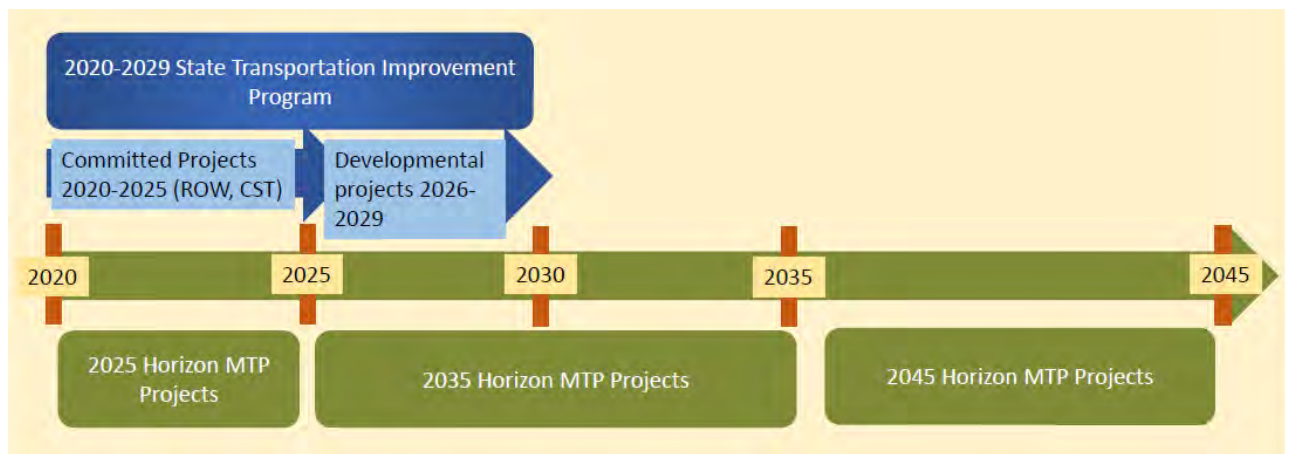 2020-2029 State Transportation Improvement
Program
Committed Projects
2020-2025 (ROW, CST)
Developmental
projects 2026-
2029
2020
2025
2030
2035
2045
2025 Horizon MTP
Projects
2035 Horizon MTP Projects
2045 Horizon MTP Projects